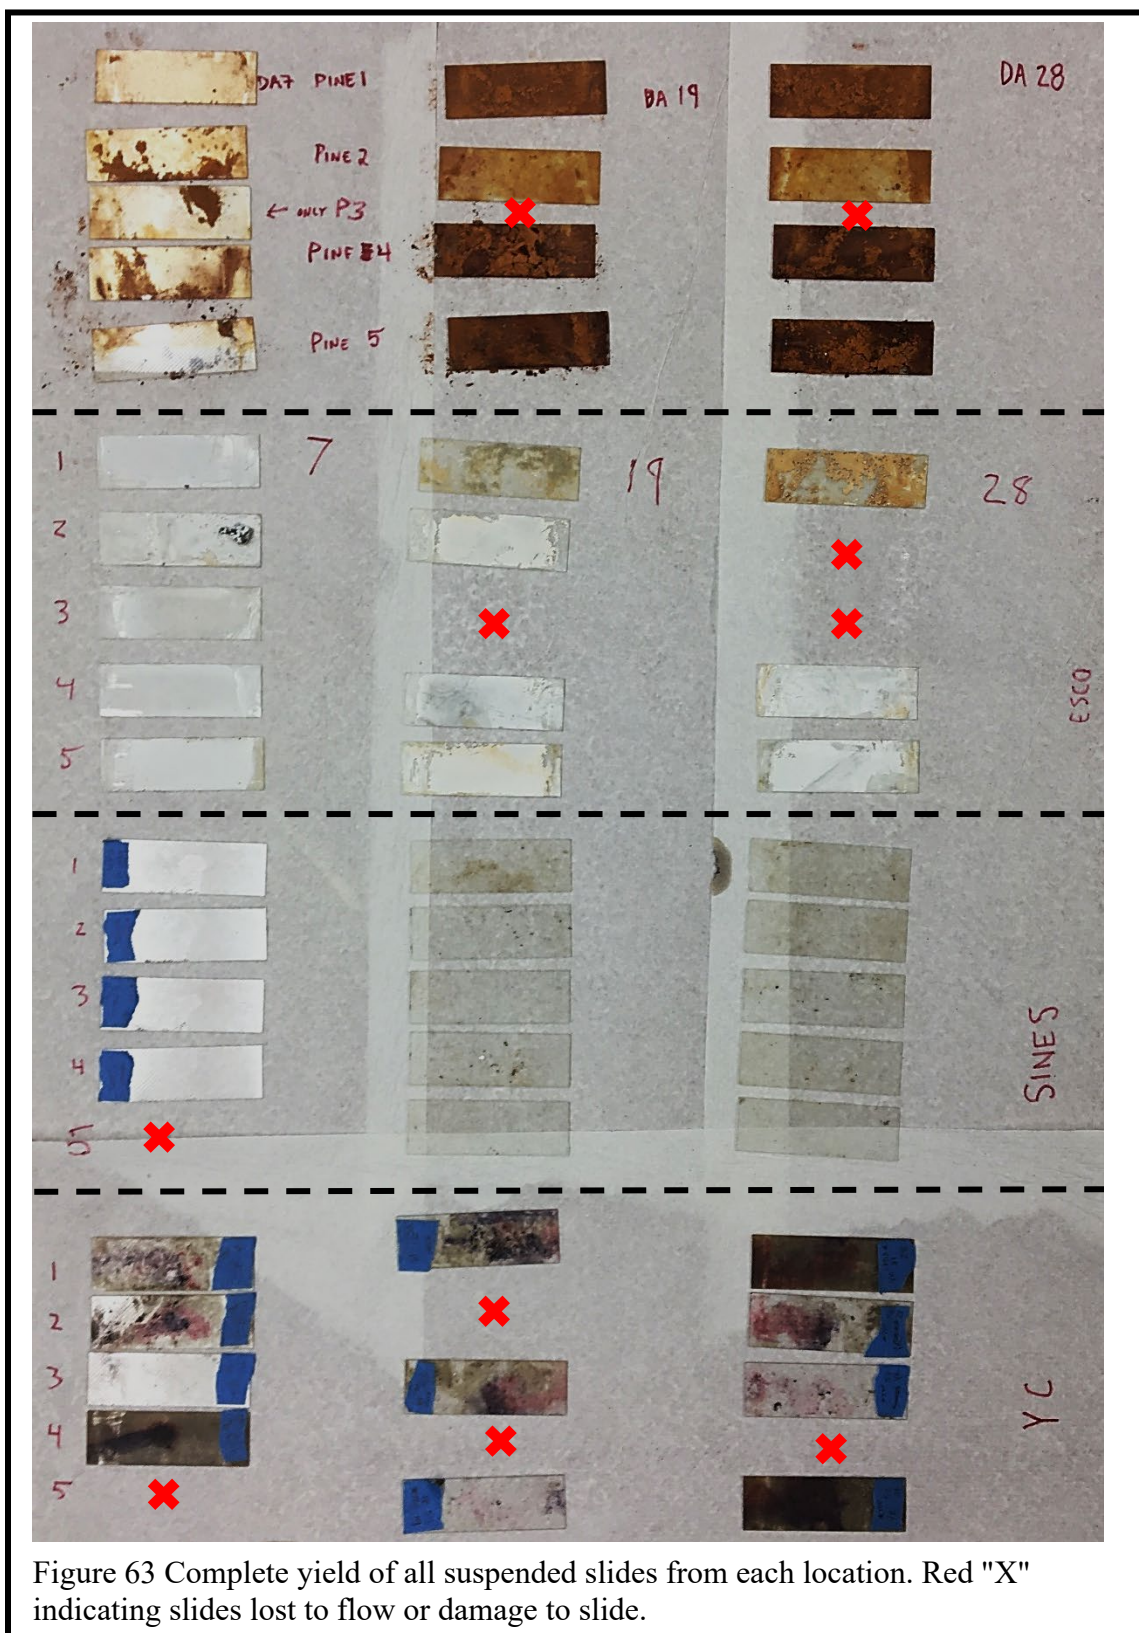 DA7 PINE 1
DA 19
DA 28
PINE 2
← ONLY P3
PINE 4
PINE 5
1
7
19
28
2
3
4
ESCO
5
1
2
3
4
SINES
5
1
2
3
YC
4
5
Figure 63 Complete yield of all suspended slides from each location. Red "X"
indicating slides lost to flow or damage to slide.